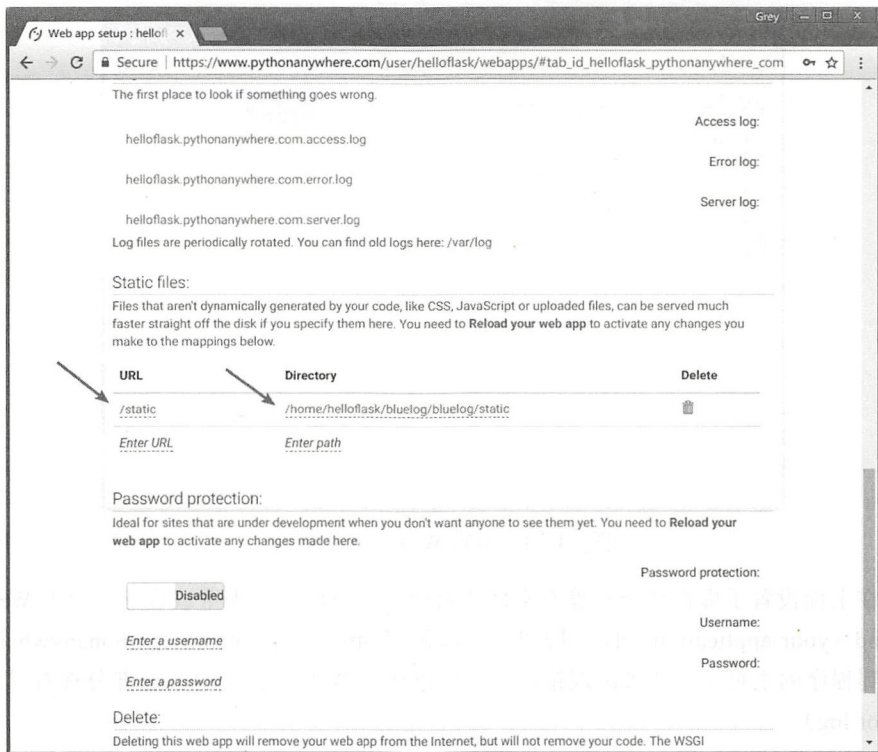 Grey
Web app setup : hellofl
Secure | https://www.pythonanywhere.com/user/helloflask/webapps/#tab_id_helloflask_pythonanywhere_com
The first place to look if something goes wrong.
Access log:
helloflask.pythonanywhere.com.access.log
Error log:
helloflask.pythonanywhere.com.error.log
Server log:
helloflask.pythonanywhere.com.server.log
Log files are periodically rotated. You can find old logs here: /var/log
Static files:
Files that aren't dynamically generated by your code, like CSS, JavaScript or uploaded files, can be served much
faster straight off the disk if you specify them here. You need to Reload your web app to activate any changes you
make to the mappings below.
URL Directory Delete
/static /home/helloflask/bluelog/bluelog/static
Enter URL Enter path
Password protection:
Ideal for sites that are under development when you don't want anyone to see them yet. You need to Reload your
web app to activate any changes made here.
Password protection:
Disabled
Username:
Enter a username
Password:
Enter a password
Delete:
Deleting this web app will remove your web app from the Internet, but will not remove your code. The WSGI